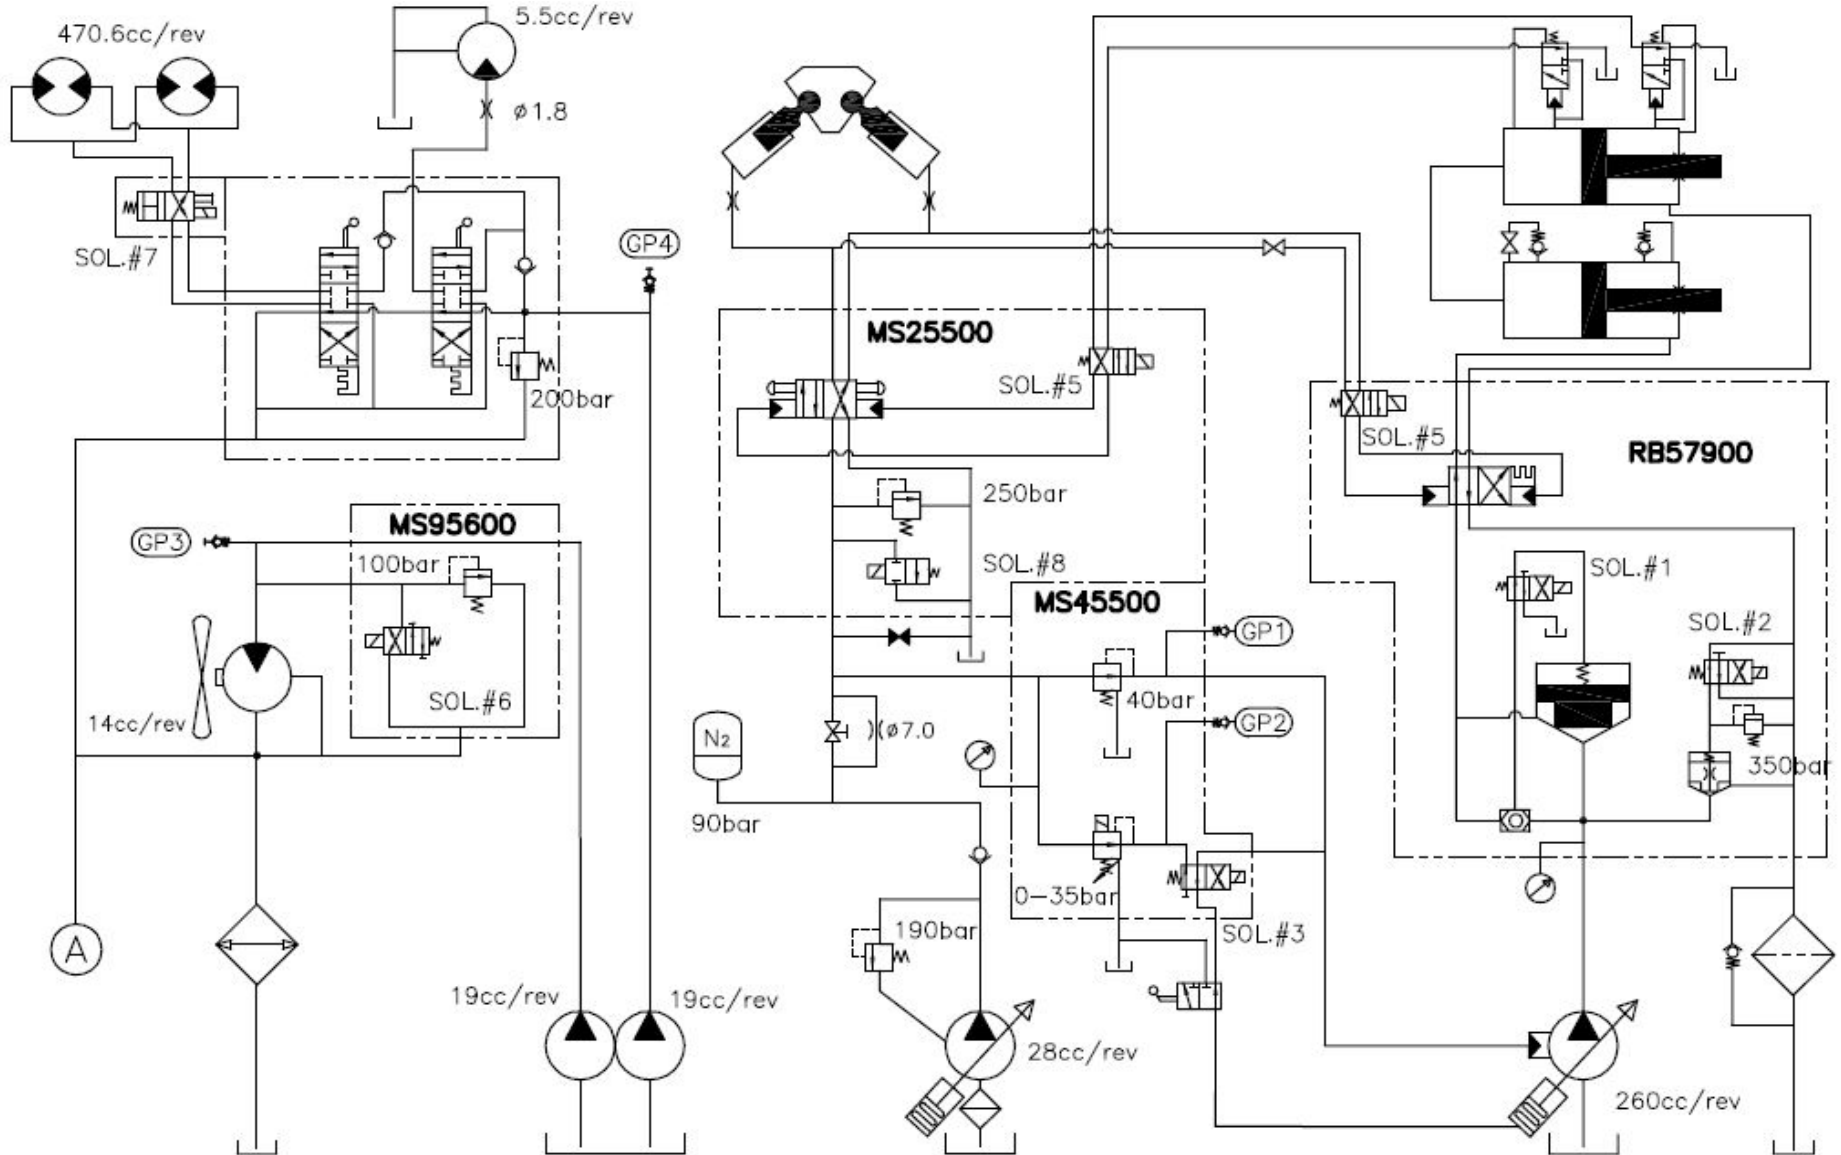 5.5cc/rev
470.6cc/rev
ø1.8
SOL.#7
GP4
200bar
MS25500
SOL.#5
SOL.#5
RB57900
250bar
SOL.#8
MS95600
GP3
100bar
SOL.#6
14cc/rev
MS45500
GP1
40bar
GP2
SOL.#1
SOL.#2
350bar
N2
ø7.0
90bar
0-35bar
SOL.#3
190bar
A
19cc/rev
19cc/rev
28cc/rev
260cc/rev